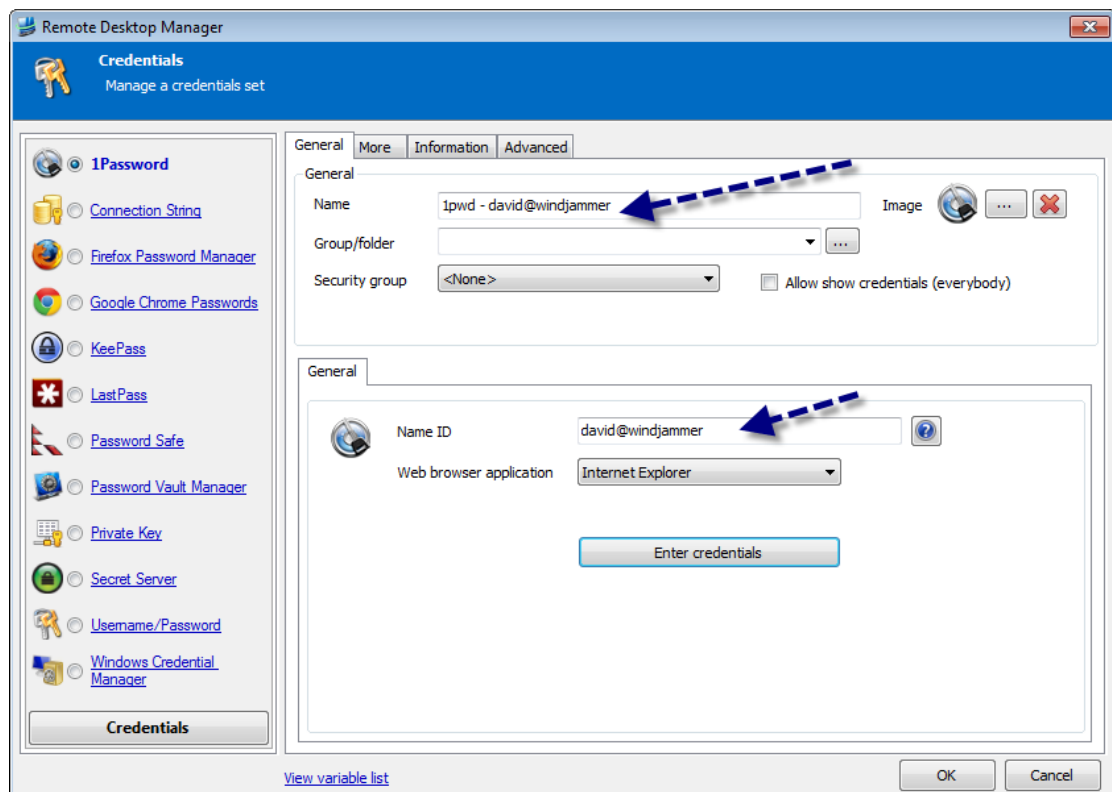 Remote Desktop Manager
Credentials
Manage a credentials set
1Password
Connection String
Firefox Password Manager
Google Chrome Passwords
KeePass
LastPass
Password Safe
Password Vault Manager
Private Key
Secret Server
Username/Password
Windows Credential
Manager
Credentials
General More Information Advanced
General
Name 1pwd - david@windjammer Image ...
Group/folder ...
Security group <None> Allow show credentials (everybody)
General
Name ID david@windjammer ?
Web browser application Internet Explorer
Enter credentials
View variable list
OK Cancel